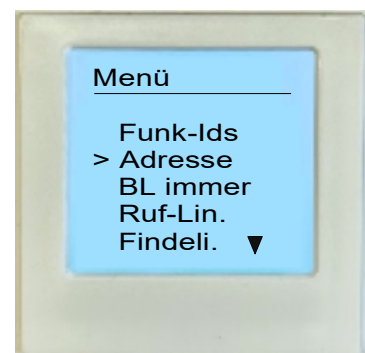 Menü
Funk-Ids
> Adresse
BL immer
Ruf-Lin.
Findeli. ▼